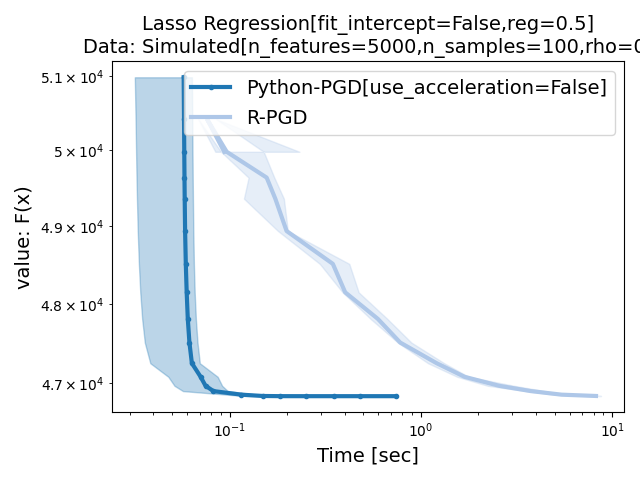 Lasso Regression[fit_intercept=False,reg=0.5]
Data: Simulated[n_features=5000,n_samples=100,rho=0
Python-PGD[use_acceleration=False]
R-PGD
value: F(x)
5.1 × 10⁴
5 × 10⁴
4.9 × 10⁴
4.8 × 10⁴
4.7 × 10⁴
10⁻¹ 10⁰ 10¹
Time [sec]